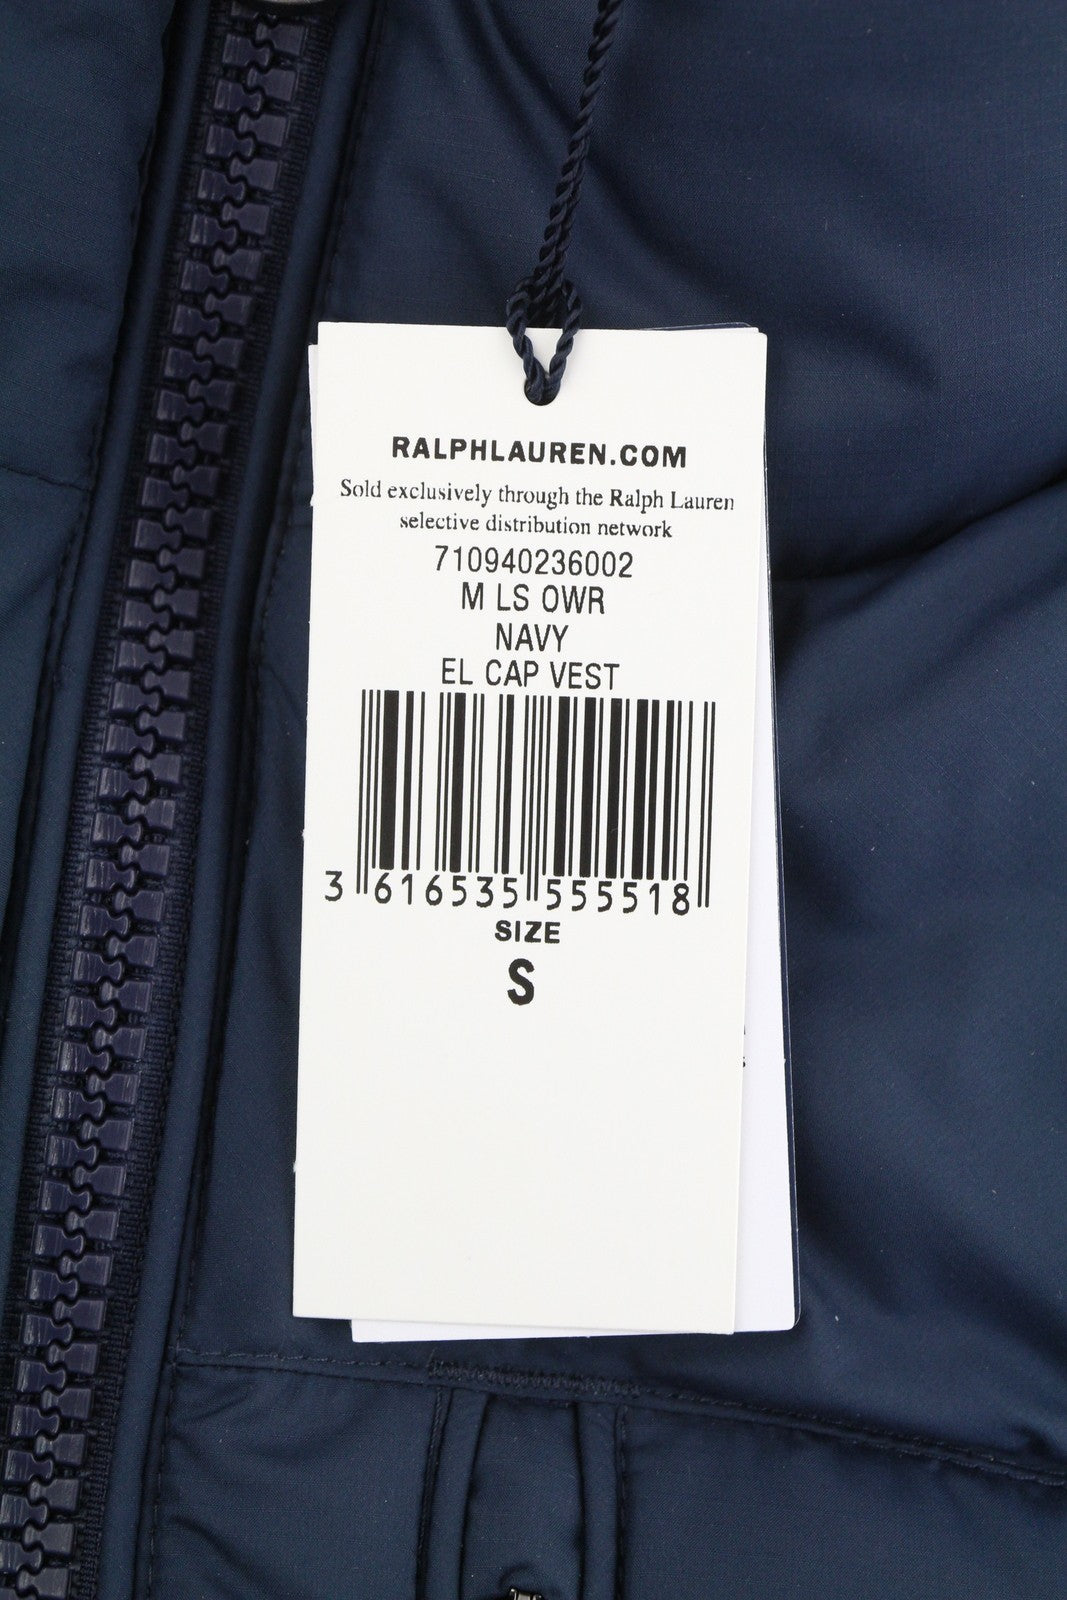 RALPHLAUREN.COM
Sold exclusively through the Ralph Lauren
selective distribution network
710940236002
M LS OWR
NAVY
EL CAP VEST
3 616535 555518
SIZE
S